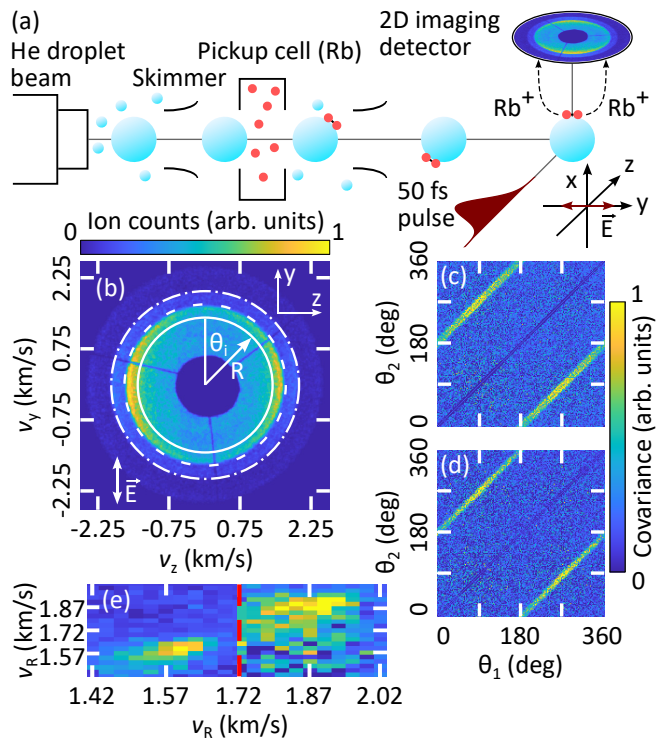 (a)
He droplet
beam
Skimmer
Pickup cell (Rb)
2D imaging
detector
Rb+
Rb+
50 fs
pulse
x
z
y
E
Ion counts (arb. units)
0
1
(b)
y
z
θi
R
E
2.25
0.75
-0.75
-2.25
vy (km/s)
-2.25
-0.75
0.75
2.25
vz (km/s)
(c)
360
180
0
θ2 (deg)
(d)
360
180
0
θ2 (deg)
0
180
360
θ1 (deg)
1
0
Covariance (arb. units)
(e)
1.87
1.72
1.57
vR (km/s)
1.42
1.57
1.72
1.87
2.02
vR (km/s)